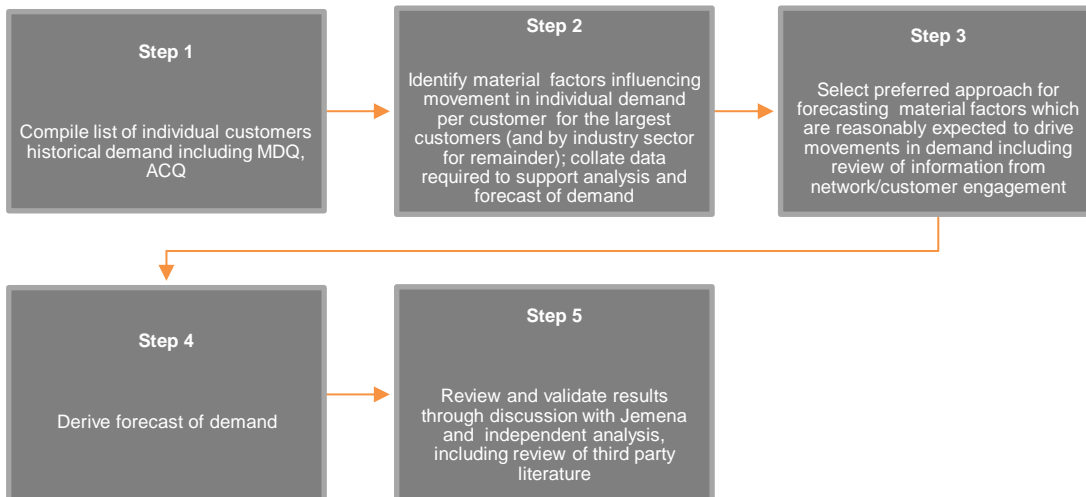 Step 1
Compile list of individual customers
historical demand including MDQ,
ACQ
Step 2
Identify material factors influencing
movement in individual demand
per customer for the largest
customers (and by industry sector
for remainder); collate data
required to support analysis and
forecast of demand
Step 3
Select preferred approach for
forecasting material factors which
are reasonably expected to drive
movements in demand including
review of information from
network/customer engagement
Step 4
Derive forecast of demand
Step 5
Review and validate results
through discussion with Jemena
and independent analysis,
including review of third party
literature